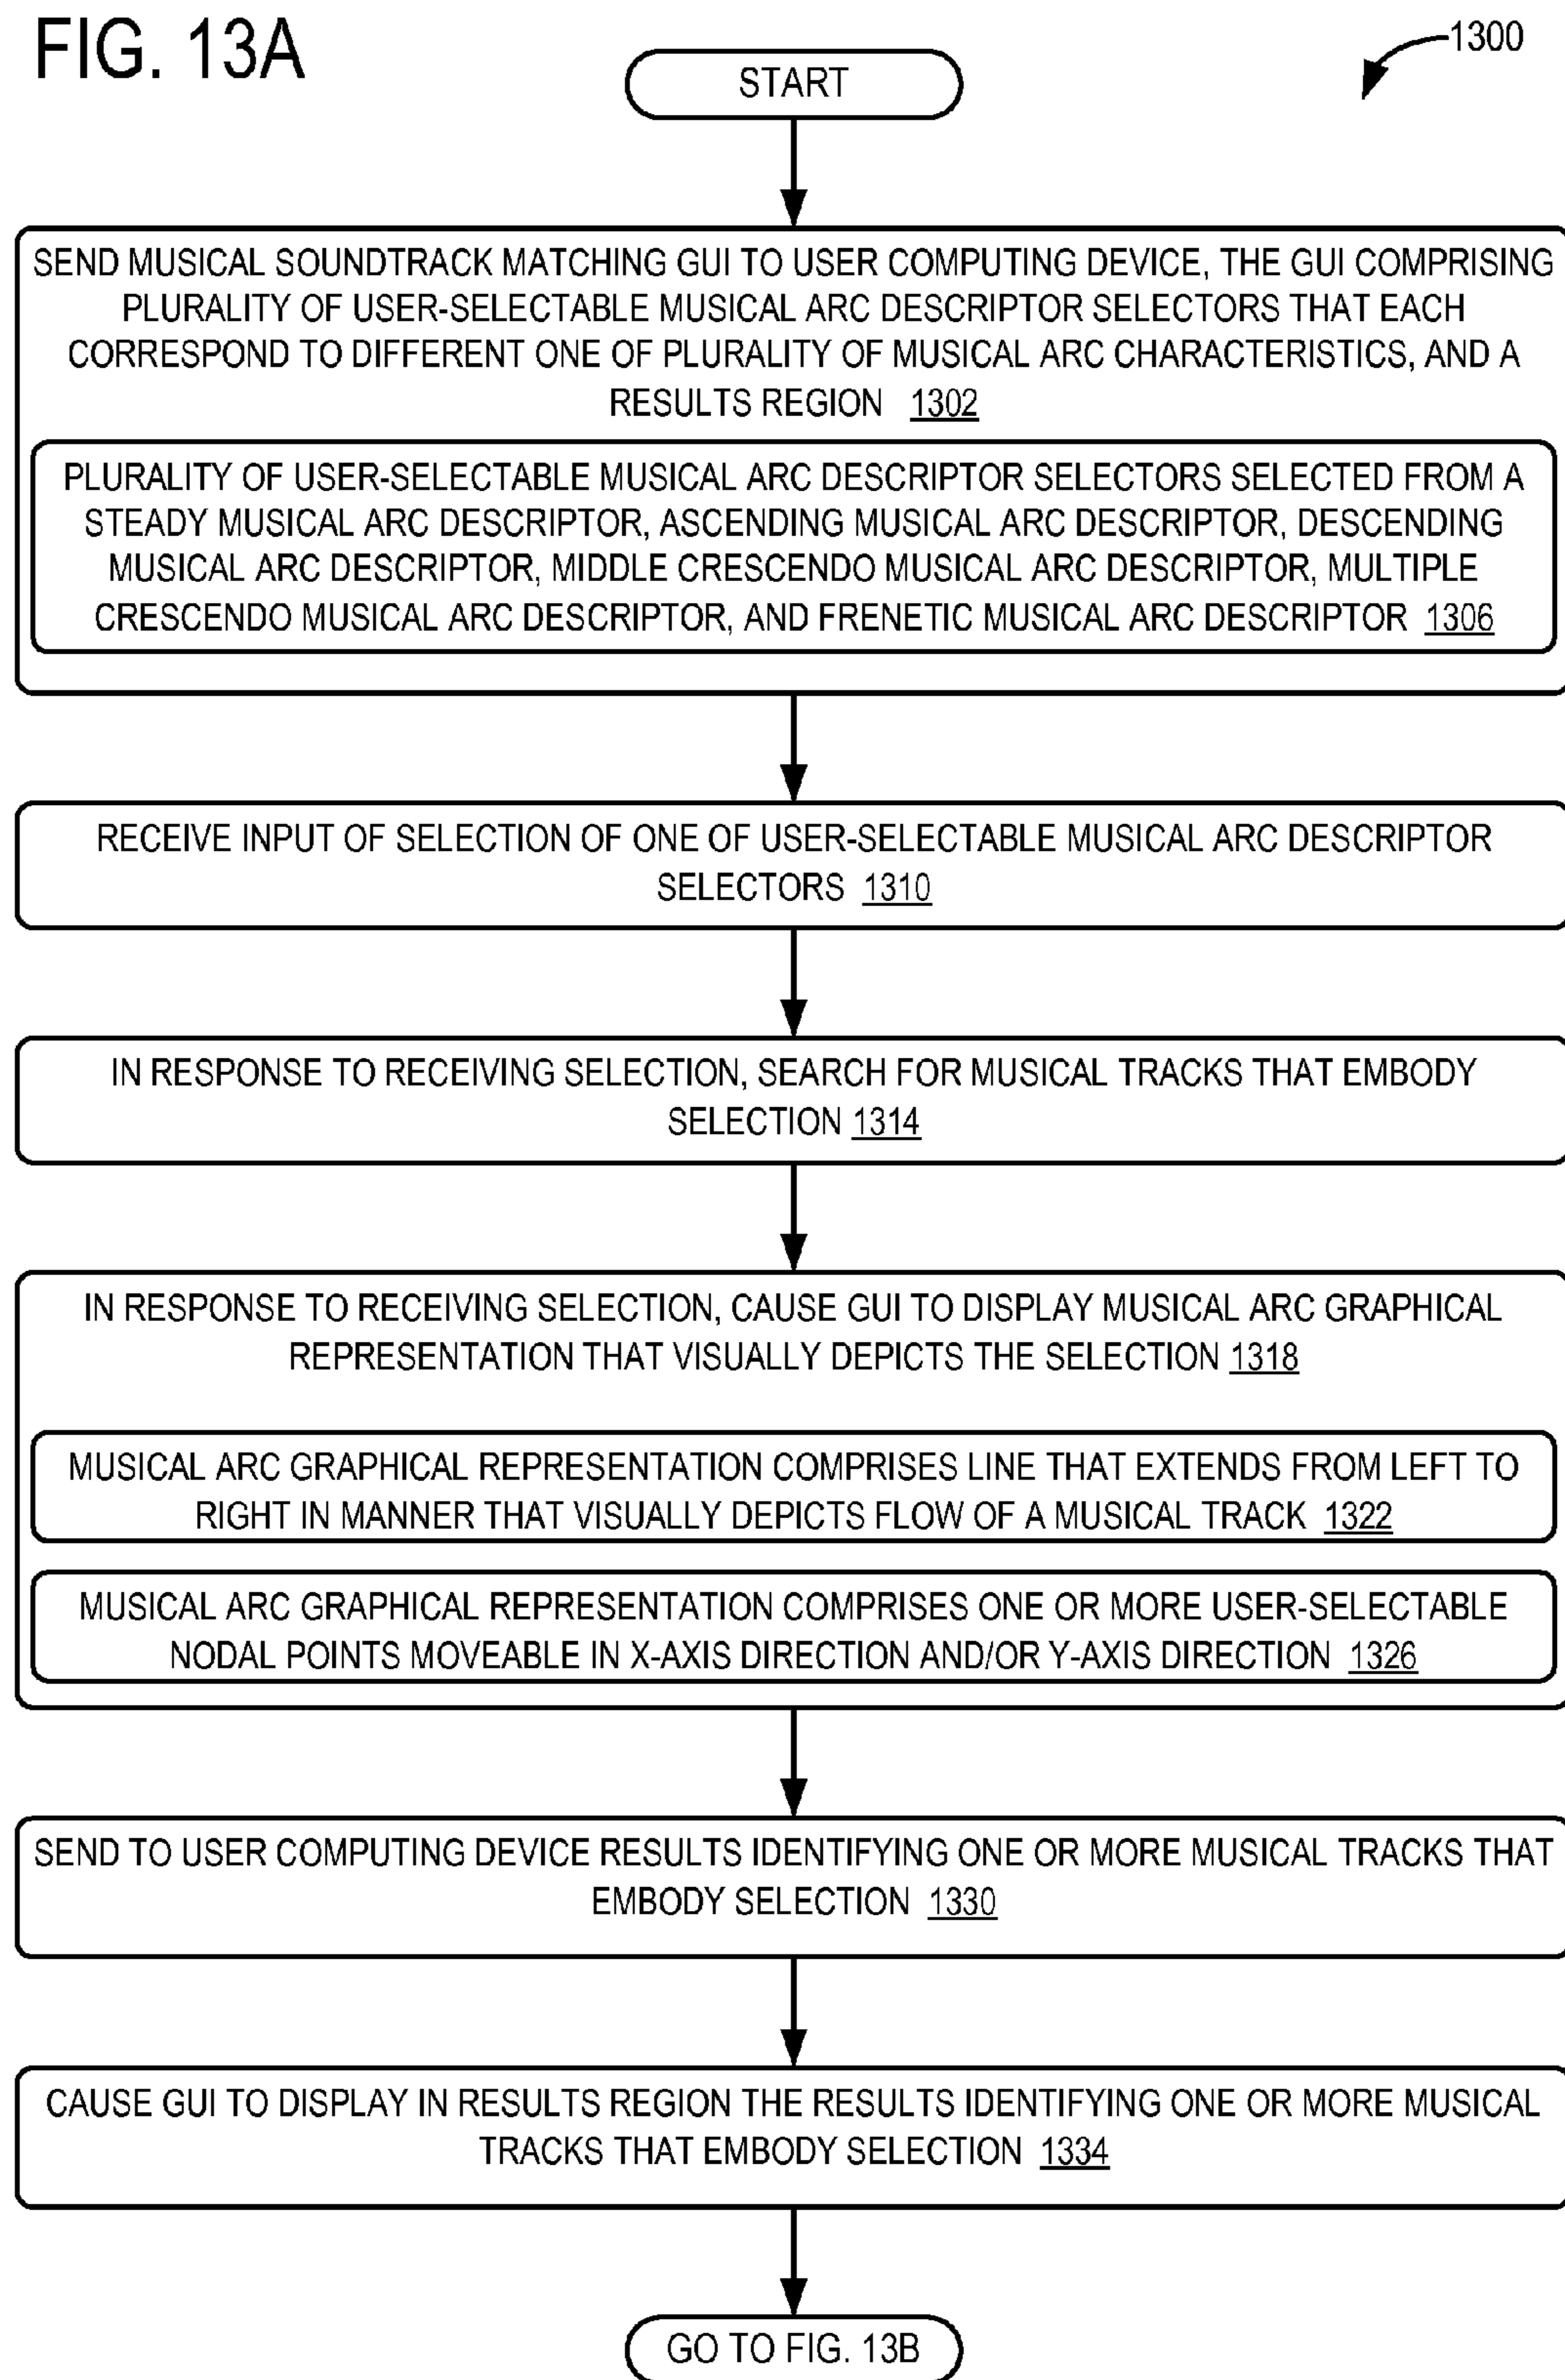 FIG. 13A
1300
START
SEND MUSICAL SOUNDTRACK MATCHING GUI TO USER COMPUTING DEVICE, THE GUI COMPRISING
PLURALITY OF USER-SELECTABLE MUSICAL ARC DESCRIPTOR SELECTORS THAT EACH
CORRESPOND TO DIFFERENT ONE OF PLURALITY OF MUSICAL ARC CHARACTERISTICS, AND A
RESULTS REGION 1302
PLURALITY OF USER-SELECTABLE MUSICAL ARC DESCRIPTOR SELECTORS SELECTED FROM A
STEADY MUSICAL ARC DESCRIPTOR, ASCENDING MUSICAL ARC DESCRIPTOR, DESCENDING
MUSICAL ARC DESCRIPTOR, MIDDLE CRESCENDO MUSICAL ARC DESCRIPTOR, MULTIPLE
CRESCENDO MUSICAL ARC DESCRIPTOR, AND FRENETIC MUSICAL ARC DESCRIPTOR 1306
RECEIVE INPUT OF SELECTION OF ONE OF USER-SELECTABLE MUSICAL ARC DESCRIPTOR
SELECTORS 1310
IN RESPONSE TO RECEIVING SELECTION, SEARCH FOR MUSICAL TRACKS THAT EMBODY
SELECTION 1314
IN RESPONSE TO RECEIVING SELECTION, CAUSE GUI TO DISPLAY MUSICAL ARC GRAPHICAL
REPRESENTATION THAT VISUALLY DEPICTS THE SELECTION 1318
MUSICAL ARC GRAPHICAL REPRESENTATION COMPRISES LINE THAT EXTENDS FROM LEFT TO
RIGHT IN MANNER THAT VISUALLY DEPICTS FLOW OF A MUSICAL TRACK 1322
MUSICAL ARC GRAPHICAL REPRESENTATION COMPRISES ONE OR MORE USER-SELECTABLE
NODAL POINTS MOVEABLE IN X-AXIS DIRECTION AND/OR Y-AXIS DIRECTION 1326
SEND TO USER COMPUTING DEVICE RESULTS IDENTIFYING ONE OR MORE MUSICAL TRACKS THAT
EMBODY SELECTION 1330
CAUSE GUI TO DISPLAY IN RESULTS REGION THE RESULTS IDENTIFYING ONE OR MORE MUSICAL
TRACKS THAT EMBODY SELECTION 1334
GO TO FIG. 13B